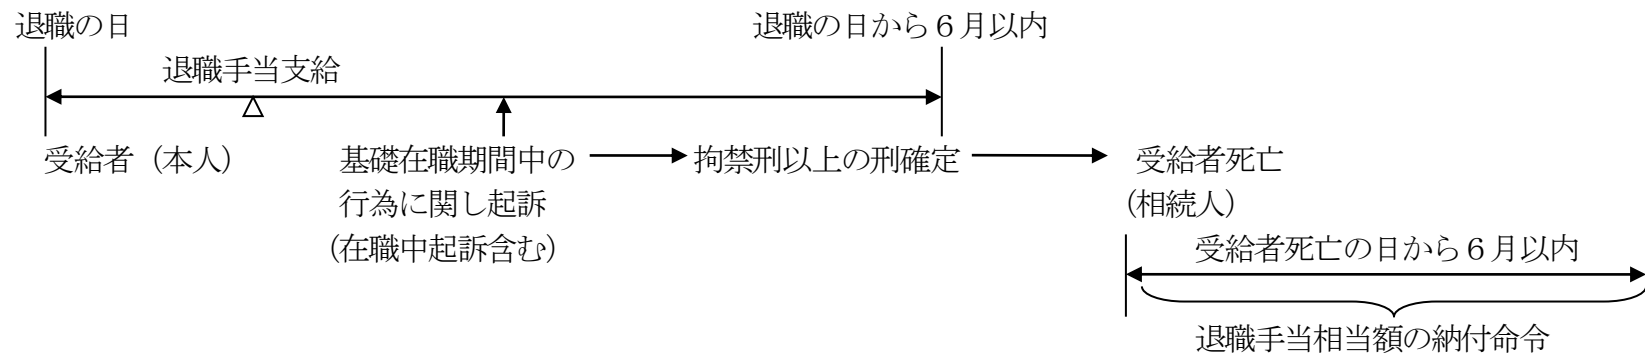 退職の日
退職の日から６月以内
退職手当支給
受給者（本人）
基礎在職期間中の
行為に関し起訴
（在職中起訴含む）
拘禁刑以上の刑確定
受給者死亡
（相続人）
受給者死亡の日から６月以内
退職手当相当額の納付命令